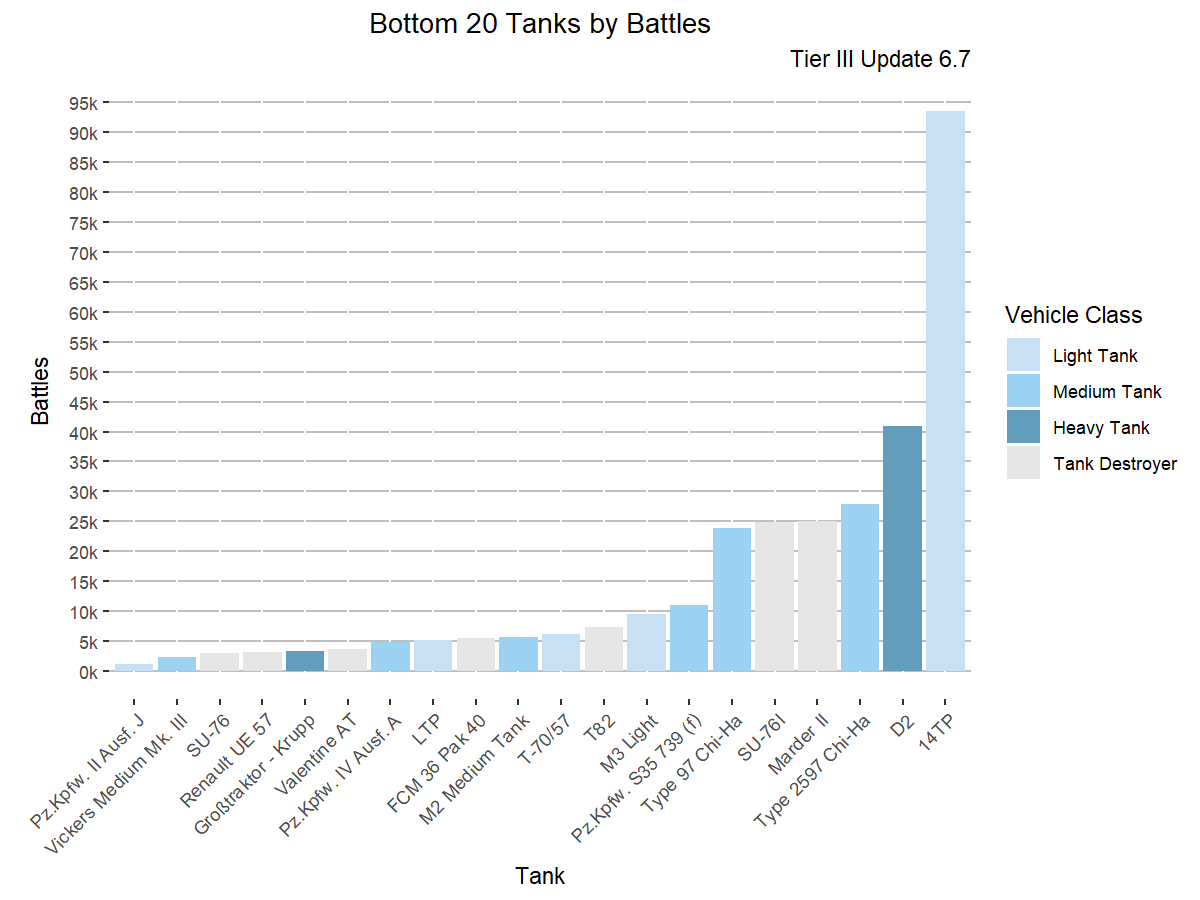 Bottom 20 Tanks by Battles
Tier III Update 6.7
95k
90k
85k
80k
75k
70k
65k
60k
55k
50k
45k
40k
35k
30k
25k
20k
15k
10k
5k
0k
Battles
Pz.Kpfw. II Ausf. J
Vickers Medium Mk. III
SU-76
Renault UE 57
Großtraktor - Krupp
Valentine AT
Pz.Kpfw. IV Ausf. A
LTP
FCM 36 Pak 40
M2 Medium Tank
T-70/57
T82
M3 Light
Pz.Kpfw. S35 739 (f)
Type 97 Chi-Ha
SU-76I
Marder II
Type 2597 Chi-Ha
D2
14TP
Tank
Vehicle Class
Light Tank
Medium Tank
Heavy Tank
Tank Destroyer